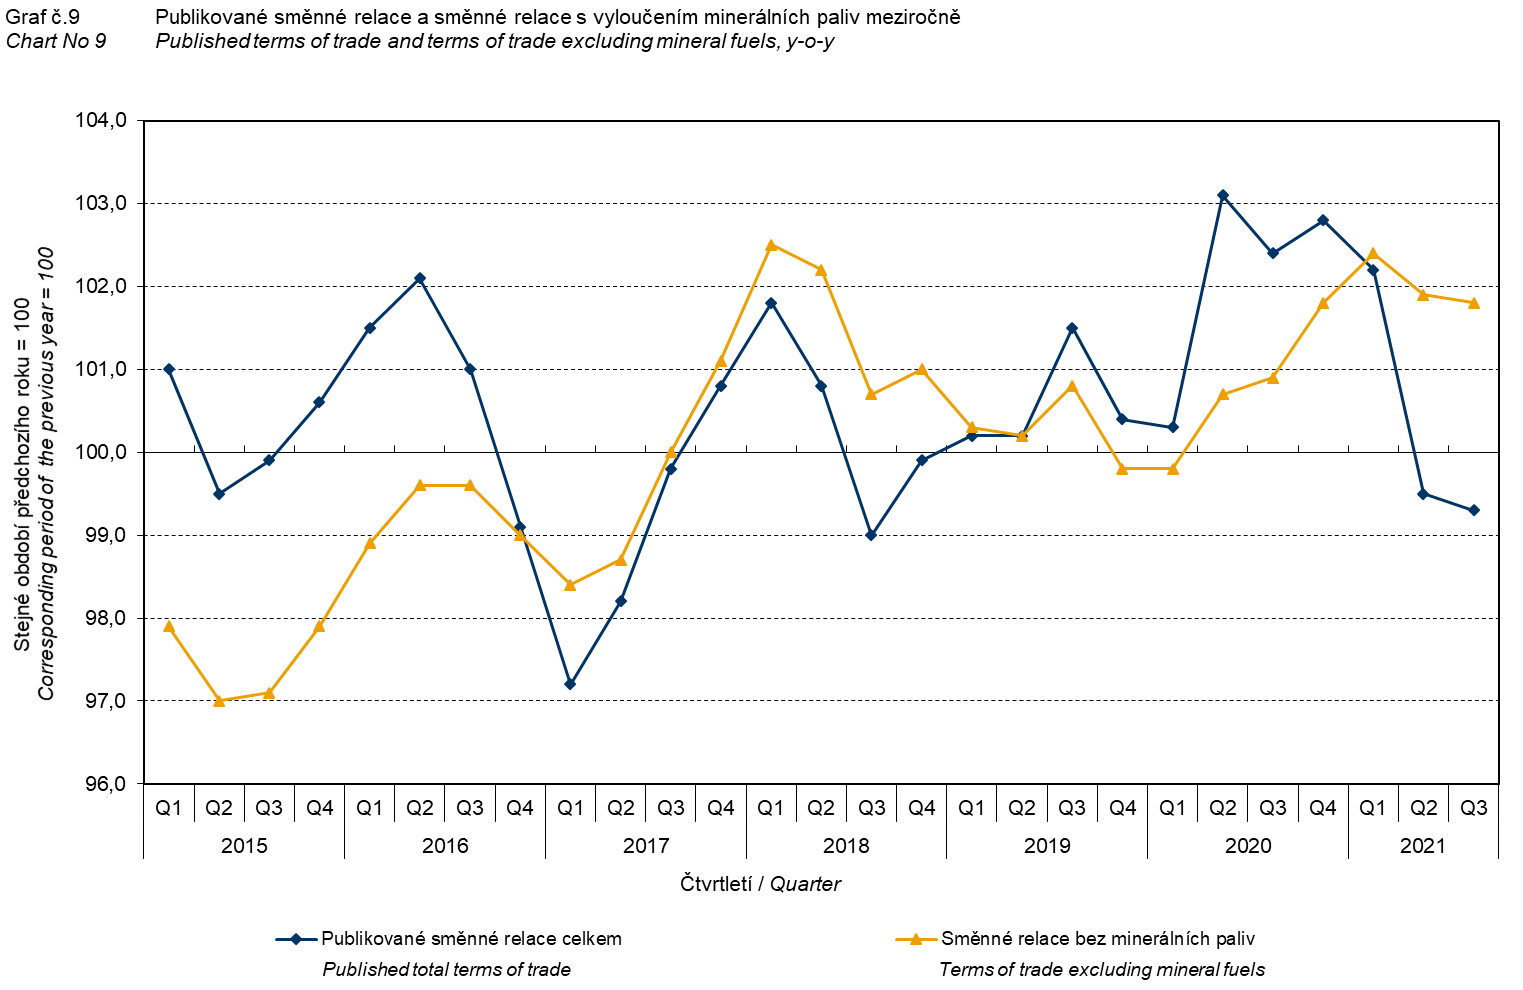 Graf č.9 Publikované směnné relace a směnné relace s vyloučením minerálních paliv meziročně
Chart No 9 Published terms of trade and terms of trade excluding mineral fuels, y-o-y
Stejné období předchozího roku = 100
Corresponding period of the previous year = 100
104,0
103,0
102,0
101,0
100,0
99,0
98,0
97,0
96,0
Q1 Q2 Q3 Q4 Q1 Q2 Q3 Q4 Q1 Q2 Q3 Q4 Q1 Q2 Q3 Q4 Q1 Q2 Q3 Q4 Q1 Q2 Q3 Q4 Q1 Q2 Q3
2015 2016 2017 2018 2019 2020 2021
Čtvrtletí / Quarter
Publikované směnné relace celkem Směnné relace bez minerálních paliv
Published total terms of trade Terms of trade excluding mineral fuels